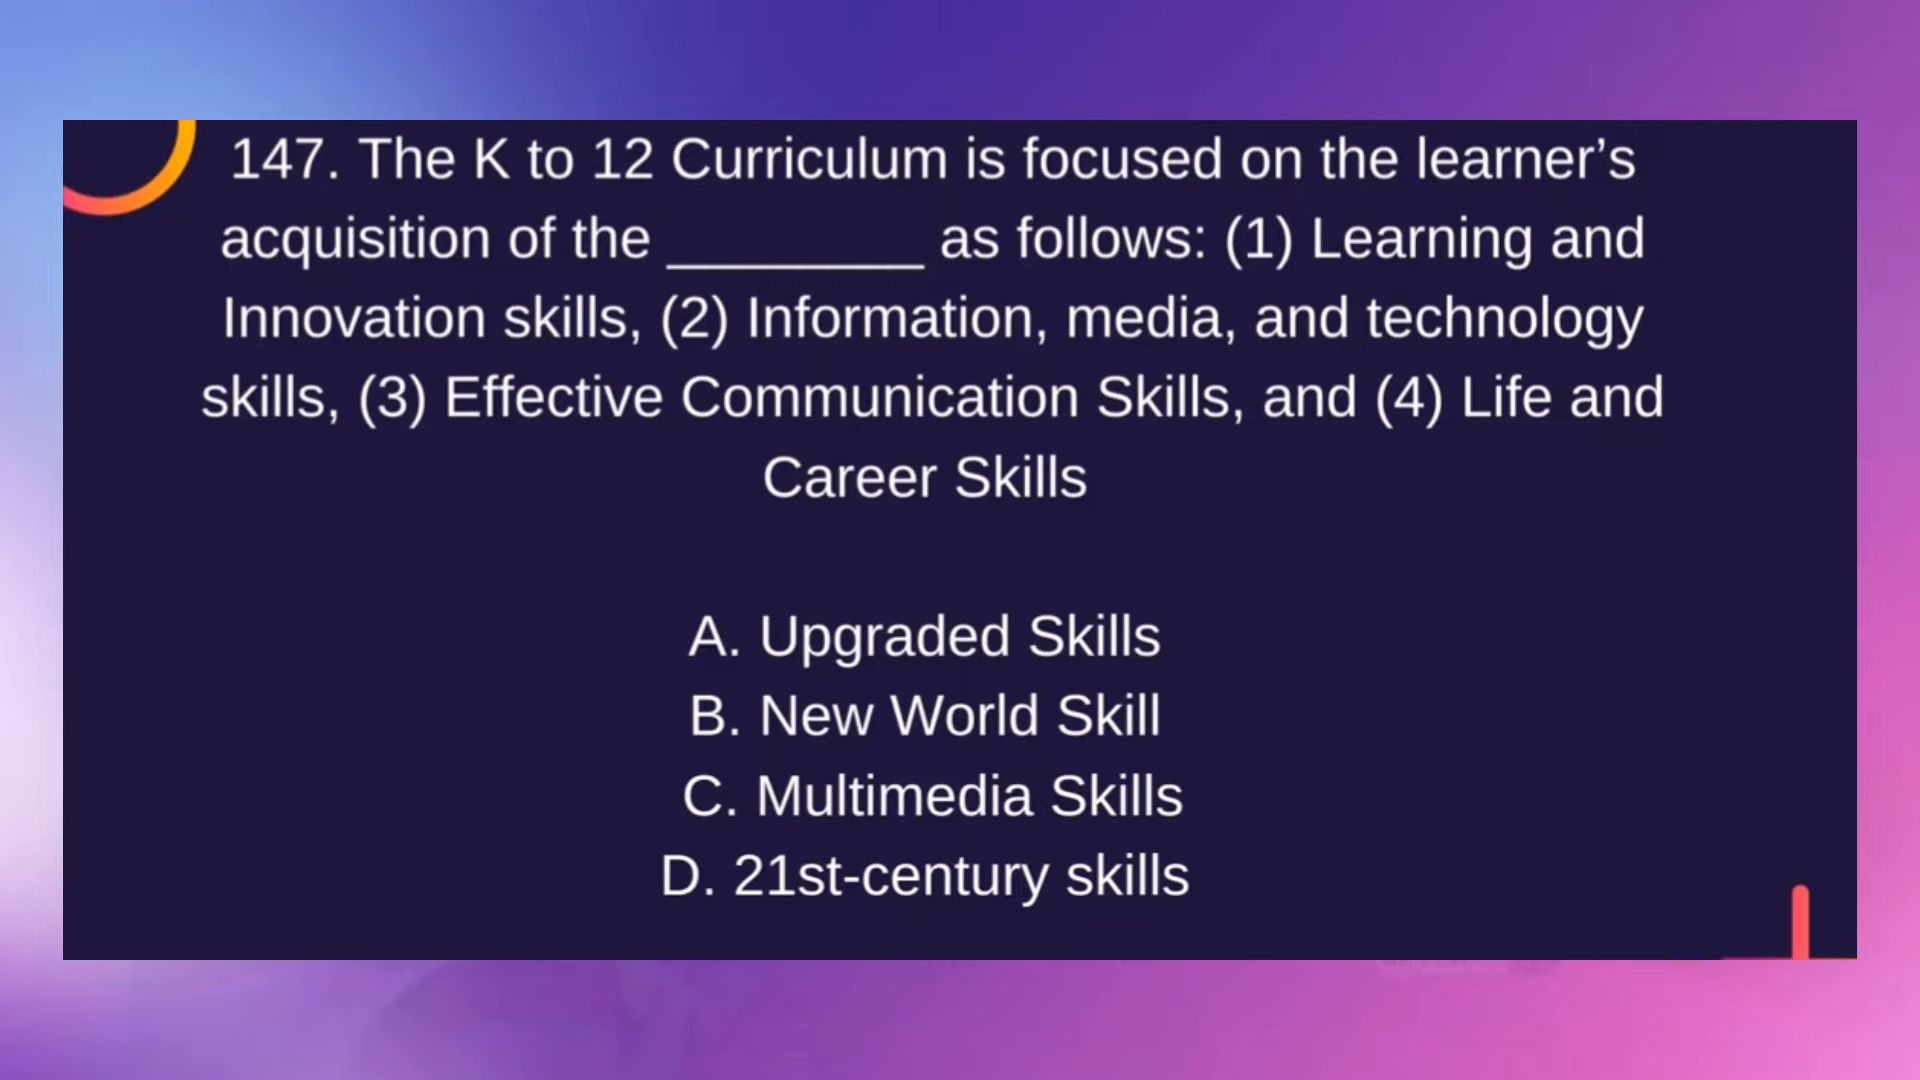 147. The K to 12 Curriculum is focused on the learner’s
acquisition of the ________ as follows: (1) Learning and
Innovation skills, (2) Information, media, and technology
skills, (3) Effective Communication Skills, and (4) Life and
Career Skills
A. Upgraded Skills
B. New World Skill
C. Multimedia Skills
D. 21st-century skills